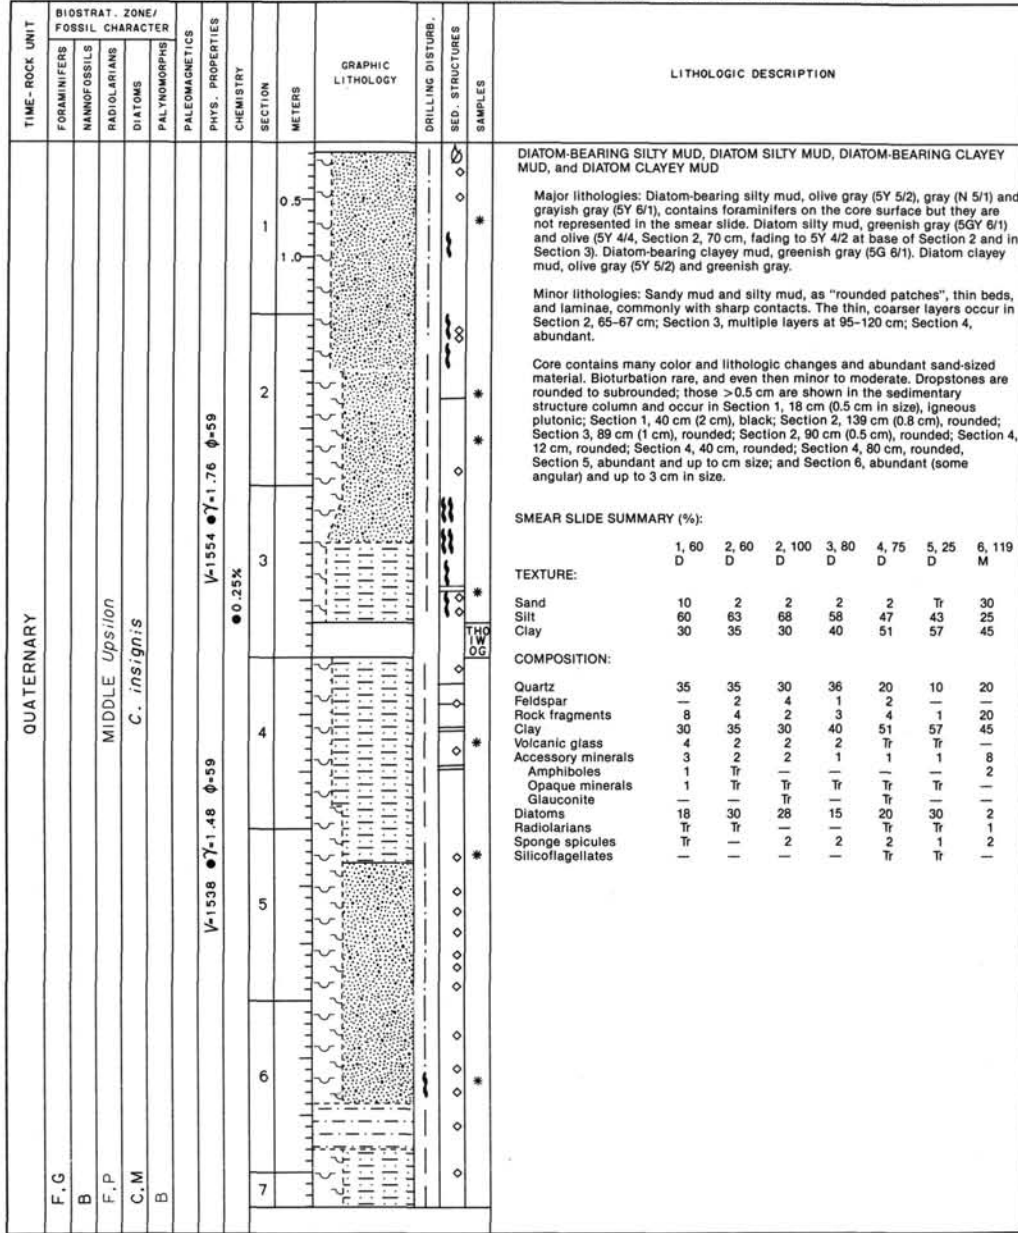 TIME-ROCK UNIT
BIOSTRAT. ZONE/
FOSSIL CHARACTER
FORAMINIFERS
NANNOFOSSILS
RADIOLARIANS
DIATOMS
PALYNOMORPHS
PALEOMAGNETICS
PHYS. PROPERTIES
CHEMISTRY
SECTION
METERS
GRAPHIC
LITHOLOGY
DRILLING DISTURB.
SED. STRUCTURES
SAMPLES
LITHOLOGIC DESCRIPTION
QUATERNARY
F,G
B
F,P
MIDDLE Upsilon
C,M
C. insignis
B
V=1538 ●γ=1.48 φ=59
V=1554 ●γ=1.76 φ=59
●0.25%
1
2
3
4
5
6
7
0.5
1.0
*
*
*
*
THO
IW
OG
*
*
*
DIATOM-BEARING SILTY MUD, DIATOM SILTY MUD, DIATOM-BEARING CLAYEY
MUD, and DIATOM CLAYEY MUD
Major lithologies: Diatom-bearing silty mud, olive gray (5Y 5/2), gray (N 5/1) and
grayish gray (5Y 6/1), contains foraminifers on the core surface but they are
not represented in the smear slide. Diatom silty mud, greenish gray (5GY 6/1)
and olive (5Y 4/4, Section 2, 70 cm, fading to 5Y 4/2 at base of Section 2 and in
Section 3). Diatom-bearing clayey mud, greenish gray (5G 6/1). Diatom clayey
mud, olive gray (5Y 5/2) and greenish gray.
Minor lithologies: Sandy mud and silty mud, as "rounded patches", thin beds,
and laminae, commonly with sharp contacts. The thin, coarser layers occur in
Section 2, 65–67 cm; Section 3, multiple layers at 95–120 cm; Section 4,
abundant.
Core contains many color and lithologic changes and abundant sand-sized
material. Bioturbation rare, and even then minor to moderate. Dropstones are
rounded to subrounded; those >0.5 cm are shown in the sedimentary
structure column and occur in Section 1, 18 cm (0.5 cm in size), igneous
plutonic; Section 1, 40 cm (2 cm), black; Section 2, 139 cm (0.8 cm), rounded;
Section 3, 89 cm (1 cm), rounded; Section 2, 90 cm (0.5 cm), rounded; Section 4,
12 cm, rounded; Section 4, 40 cm, rounded; Section 4, 80 cm, rounded,
Section 5, abundant and up to cm size; and Section 6, abundant (some
angular) and up to 3 cm in size.
SMEAR SLIDE SUMMARY (%):
1, 60 2, 60 2, 100 3, 80 4, 75 5, 25 6, 119
D D D D D D M
TEXTURE:
Sand 10 2 2 2 2 Tr 30
Silt 60 63 68 58 47 43 25
Clay 30 35 30 40 51 57 45
COMPOSITION:
Quartz 35 35 30 36 20 10 20
Feldspar — 2 4 1 2 — —
Rock fragments 8 4 2 3 4 1 20
Clay 30 35 30 40 51 57 45
Volcanic glass 4 2 2 2 Tr Tr —
Accessory minerals 3 2 2 1 1 1 8
Amphiboles 1 Tr — — — — 2
Opaque minerals 1 Tr Tr Tr Tr Tr —
Glauconite — — Tr — Tr — —
Diatoms 18 30 28 15 20 30 2
Radiolarians Tr Tr — — Tr Tr 1
Sponge spicules Tr — 2 2 2 1 2
Silicoflagellates — — — — Tr Tr —